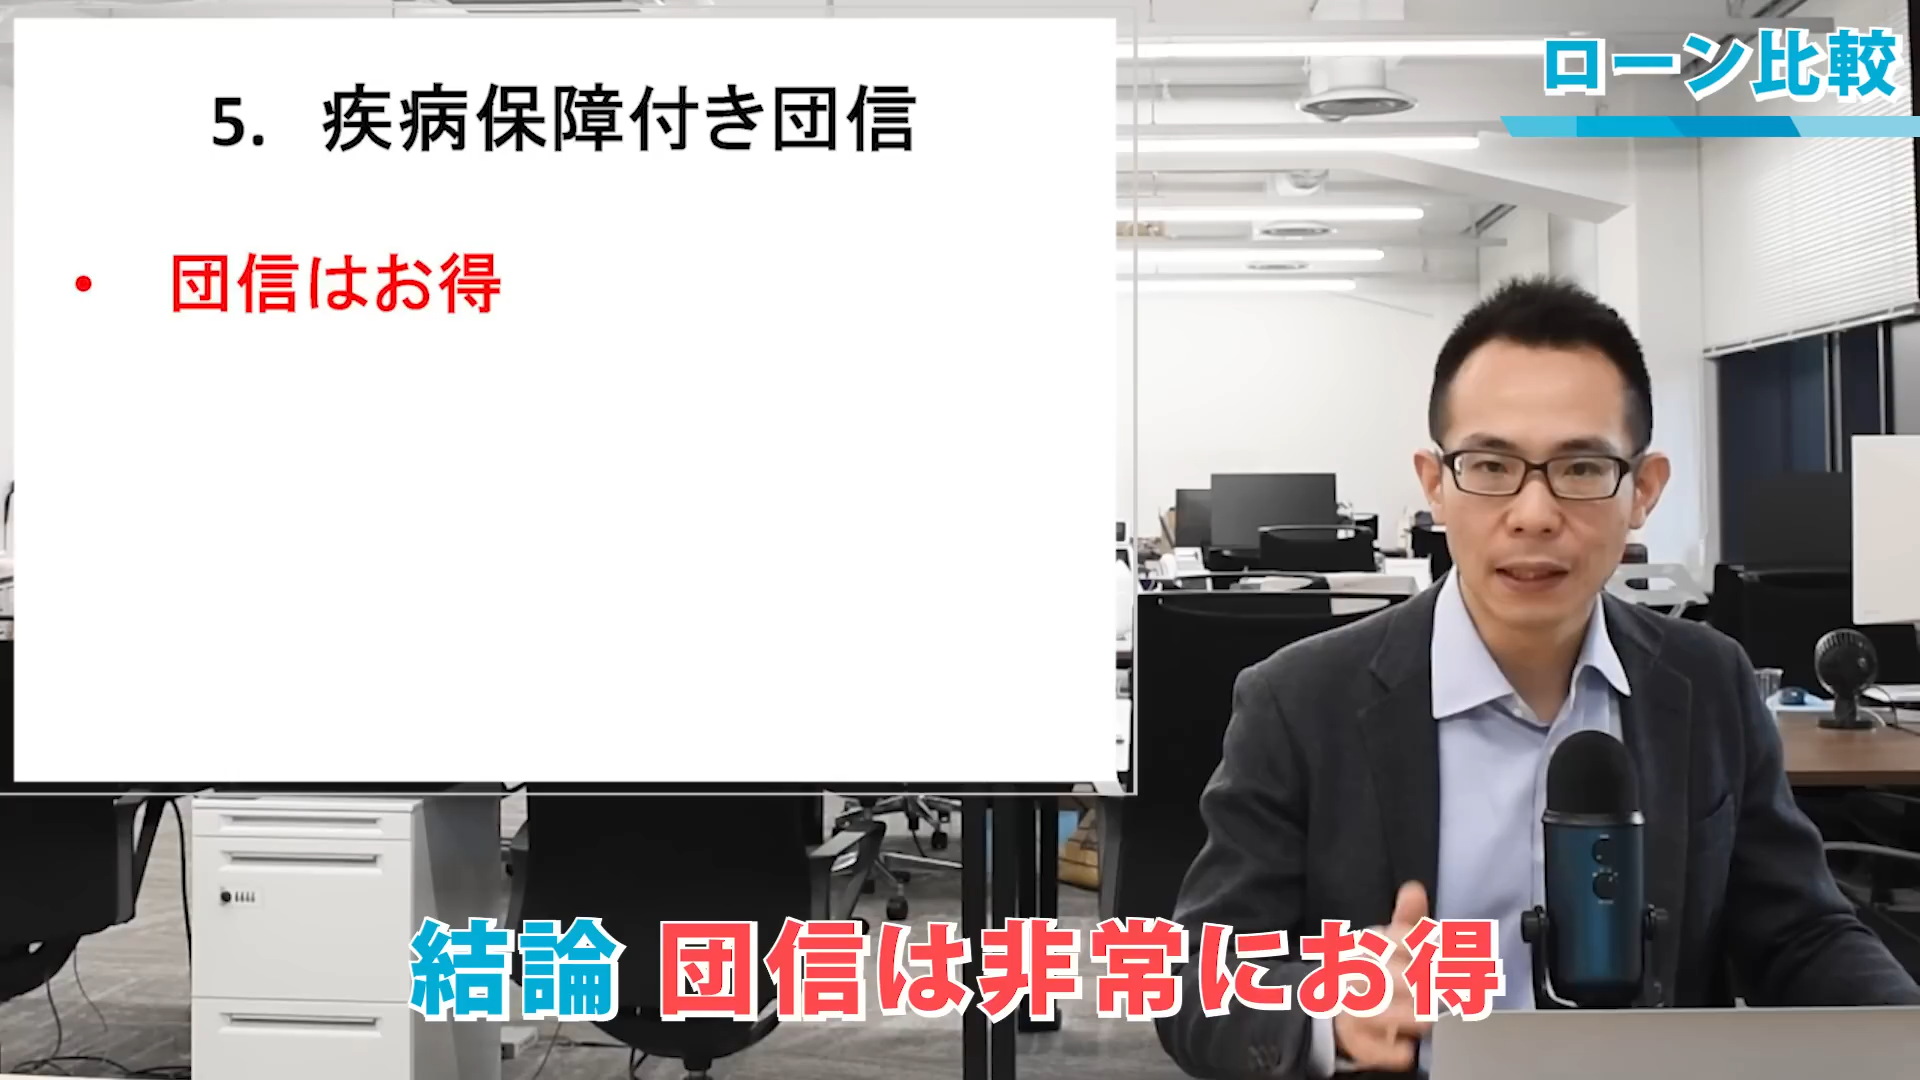 ローン比較
5. 疾病保障付き団信
• 団信はお得
結論 団信は非常にお得